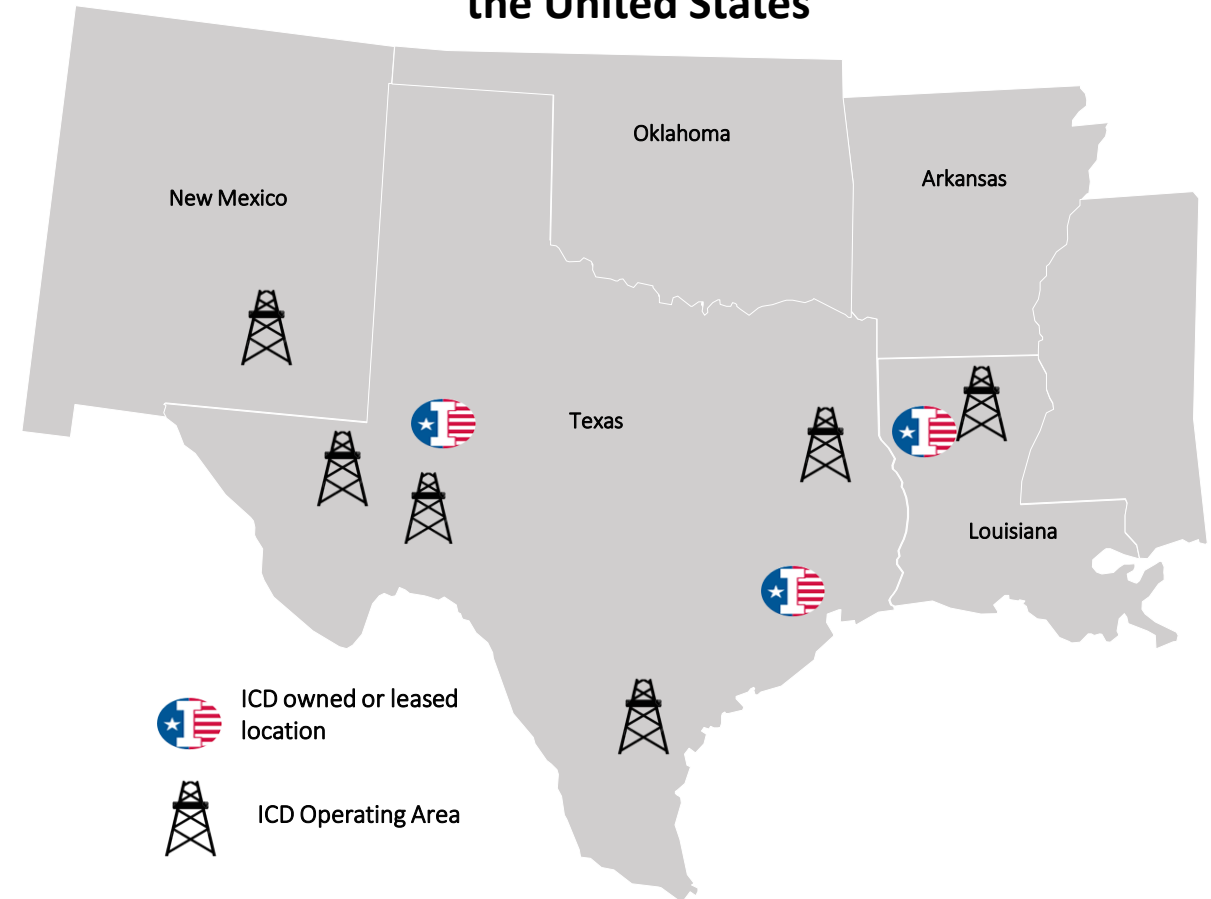 the United States
Oklahoma
Arkansas
New Mexico
Texas
Louisiana
ICD owned or leased
location
ICD Operating Area